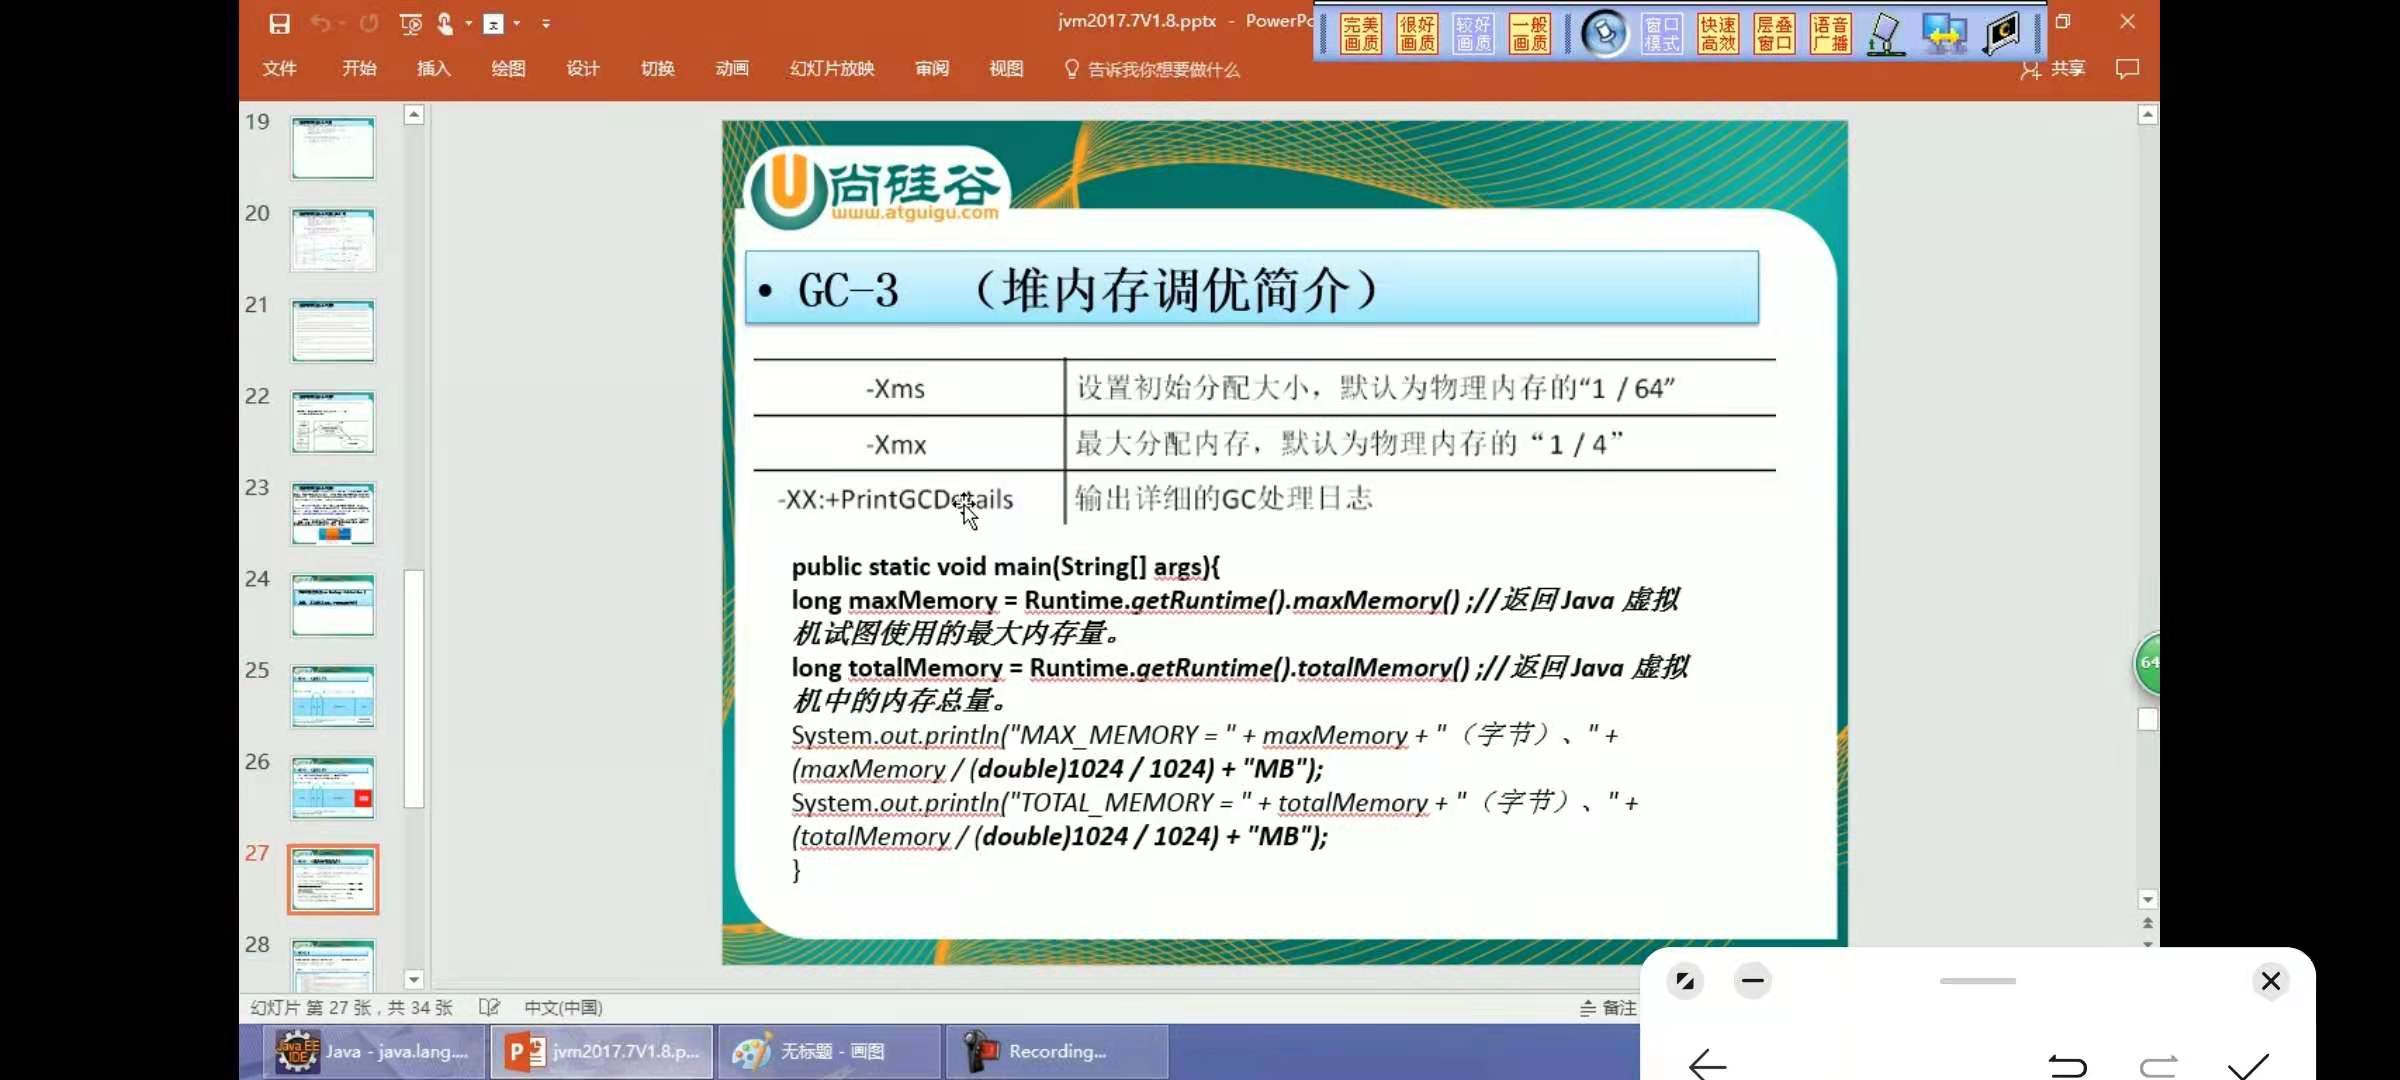 jvm2017.7V1.8.pptx - PowerPo
完美画质 很好画质 较好画质 一般画质 窗口模式 快速高效 层叠窗口 语音广播
文件 开始 插入 绘图 设计 切换 动画 幻灯片放映 审阅 视图 告诉我你想要做什么 共享
19
20
21
22
23
24
25
26
27
28
尚硅谷
www.atguigu.com
• GC-3 （堆内存调优简介）
-Xms 设置初始分配大小，默认为物理内存的“1 / 64”
-Xmx 最大分配内存，默认为物理内存的 “1 / 4”
-XX:+PrintGCDetails 输出详细的GC处理日志
public static void main(String[] args){
long maxMemory = Runtime.getRuntime().maxMemory() ;//返回 Java 虚拟
机试图使用的最大内存量。
long totalMemory = Runtime.getRuntime().totalMemory() ;//返回 Java 虚拟
机中的内存总量。
System.out.println("MAX_MEMORY = " + maxMemory + "（字节）、" +
(maxMemory / (double)1024 / 1024) + "MB");
System.out.println("TOTAL_MEMORY = " + totalMemory + "（字节）、" +
(totalMemory / (double)1024 / 1024) + "MB");
}
64
幻灯片 第 27 张，共 34 张 中文(中国) 备注
Java - java.lang.... jvm2017.7V1.8.p... 无标题 - 画图 Recording...